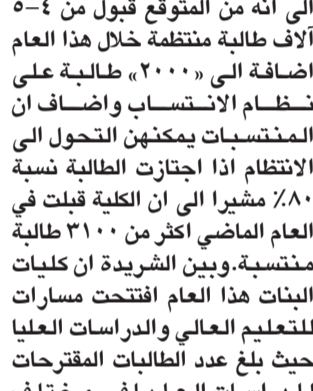 الى انه من المتوقع قبول من ٤-٥
آلاف طالبة منتظمة خلال هذا العام
اضافة الى «٢٠٠٠» طالبة على
نظام الانتساب واضاف ان
المنتسبات يمكنهن التحول الى
الانتظام اذا اجتازت الطالبة نسبة
٨٠٪ مشيرا الى ان الكلية قبلت في
العام الماضي اكثر من ٣١٠٠ طالبة
منتسبة.وبين الشريدة ان كليات
البنات هذا العام افتتحت مسارات
للتعليم العالي والدراسات العليا
حيث بلغ عدد الطالبات المقترحات